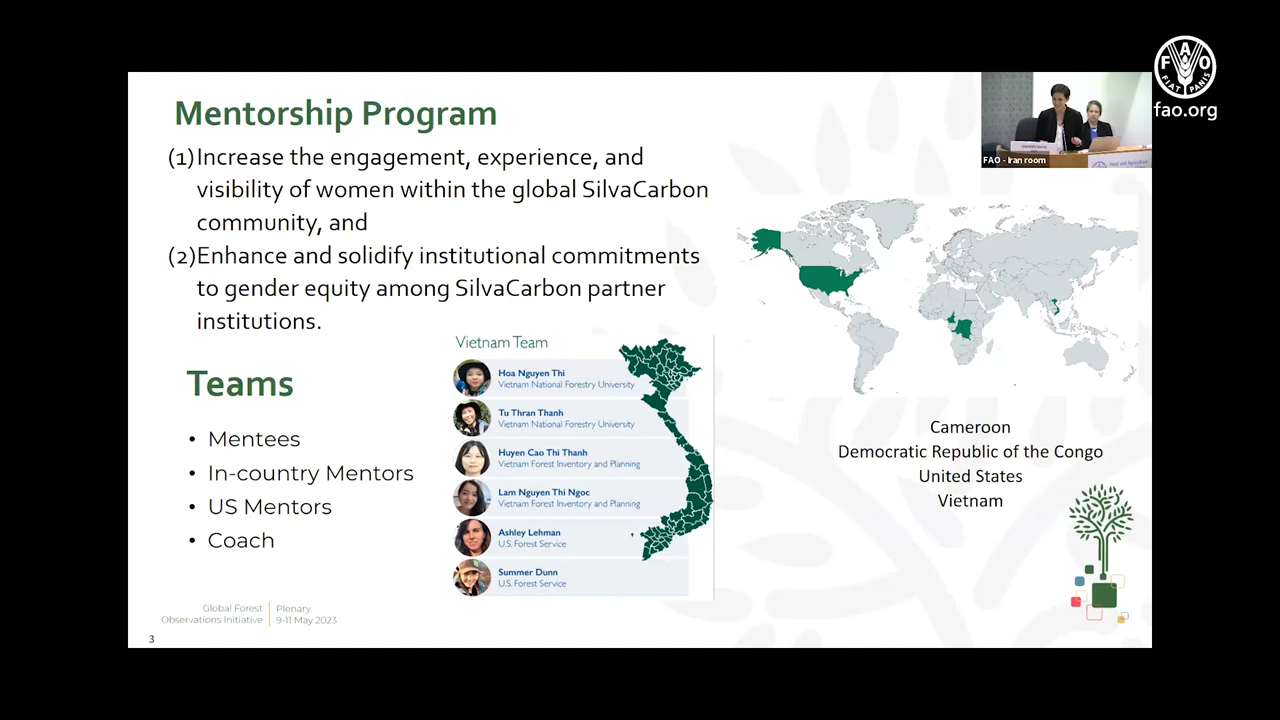 Mentorship Program
(1)Increase the engagement, experience, and
visibility of women within the global SilvaCarbon
community, and
(2)Enhance and solidify institutional commitments
to gender equity among SilvaCarbon partner
institutions.
Teams
• Mentees
• In-country Mentors
• US Mentors
• Coach
Vietnam Team
Hoa Nguyen Thi
Vietnam National Forestry University
Tu Thran Thanh
Vietnam National Forestry University
Huyen Cao Thi Thanh
Vietnam Forest Inventory and Planning
Lam Nguyen Thi Ngoc
Vietnam Forest Inventory and Planning
Ashley Lehman
U.S. Forest Service
Summer Dunn
U.S. Forest Service
FAO - Iran room
FAO
FIAT PANIS
fao.org
Cameroon
Democratic Republic of the Congo
United States
Vietnam
Global Forest
Observations Initiative
Plenary
9-11 May 2023
3